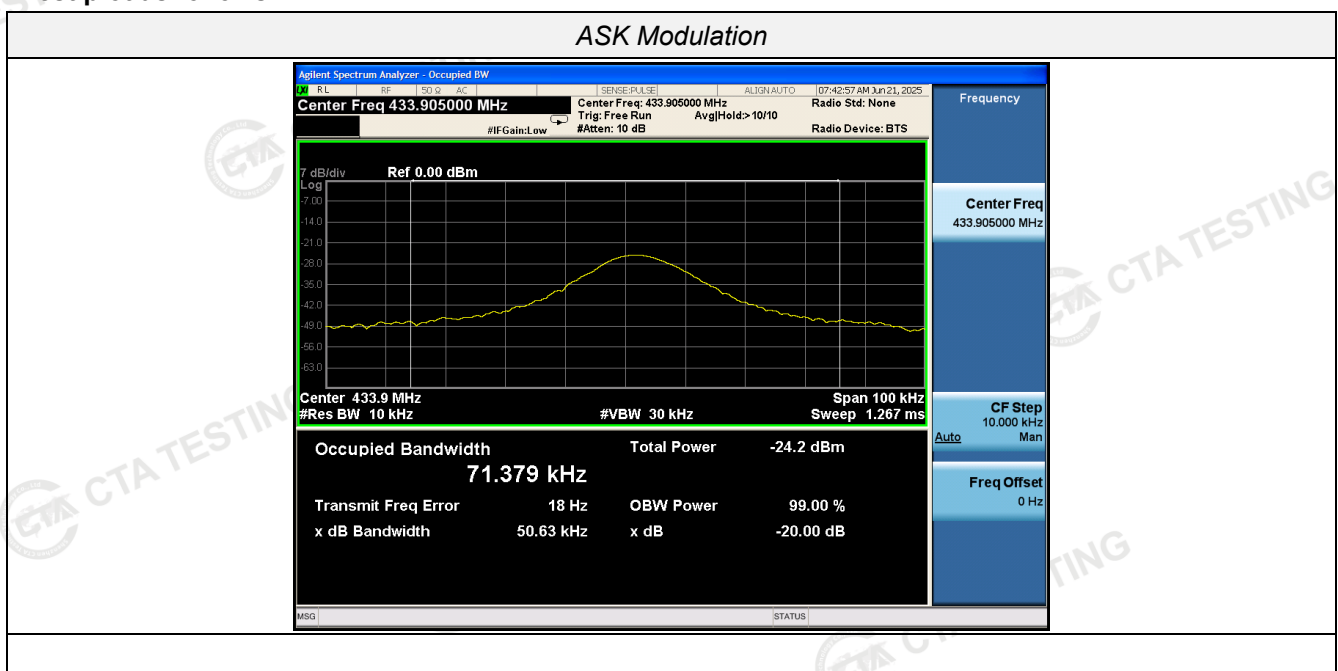 ASK Modulation
Agilent Spectrum Analyzer - Occupied BW
LXI RL RF 50 Ω AC SENSE:PULSE ALIGN AUTO 07:42:57 AM Jun 21, 2025
Center Freq 433.905000 MHz
Center Freq: 433.905000 MHz Radio Std: None
Trig: Free Run Avg|Hold:>10/10
#IFGain:Low #Atten: 10 dB Radio Device: BTS
Frequency
7 dB/div Ref 0.00 dBm
Log
-7.00
-14.0
-21.0
-28.0
-35.0
-42.0
-49.0
-56.0
-63.0
Center Freq
433.905000 MHz
Center 433.9 MHz Span 100 kHz
#Res BW 10 kHz #VBW 30 kHz Sweep 1.267 ms
CF Step
10.000 kHz
Auto Man
Occupied Bandwidth Total Power -24.2 dBm
71.379 kHz
Transmit Freq Error 18 Hz OBW Power 99.00 %
x dB Bandwidth 50.63 kHz x dB -20.00 dB
Freq Offset
0 Hz
MSG STATUS
CTA
CTA TESTING
CTA TESTING
TING